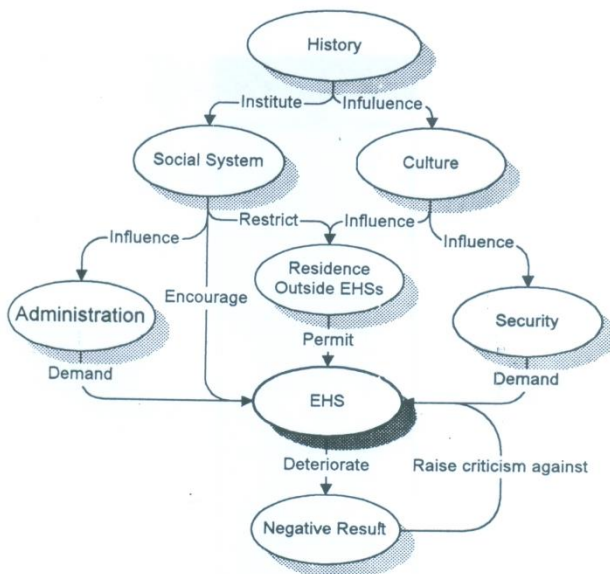 History
Institute
Infuluence
Social System
Culture
Restrict
Influence
Influence
Influence
Residence
Outside EHSs
Encourage
Administration
Security
Permit
Demand
Demand
EHS
Deteriorate
Raise criticism against
Negative Result